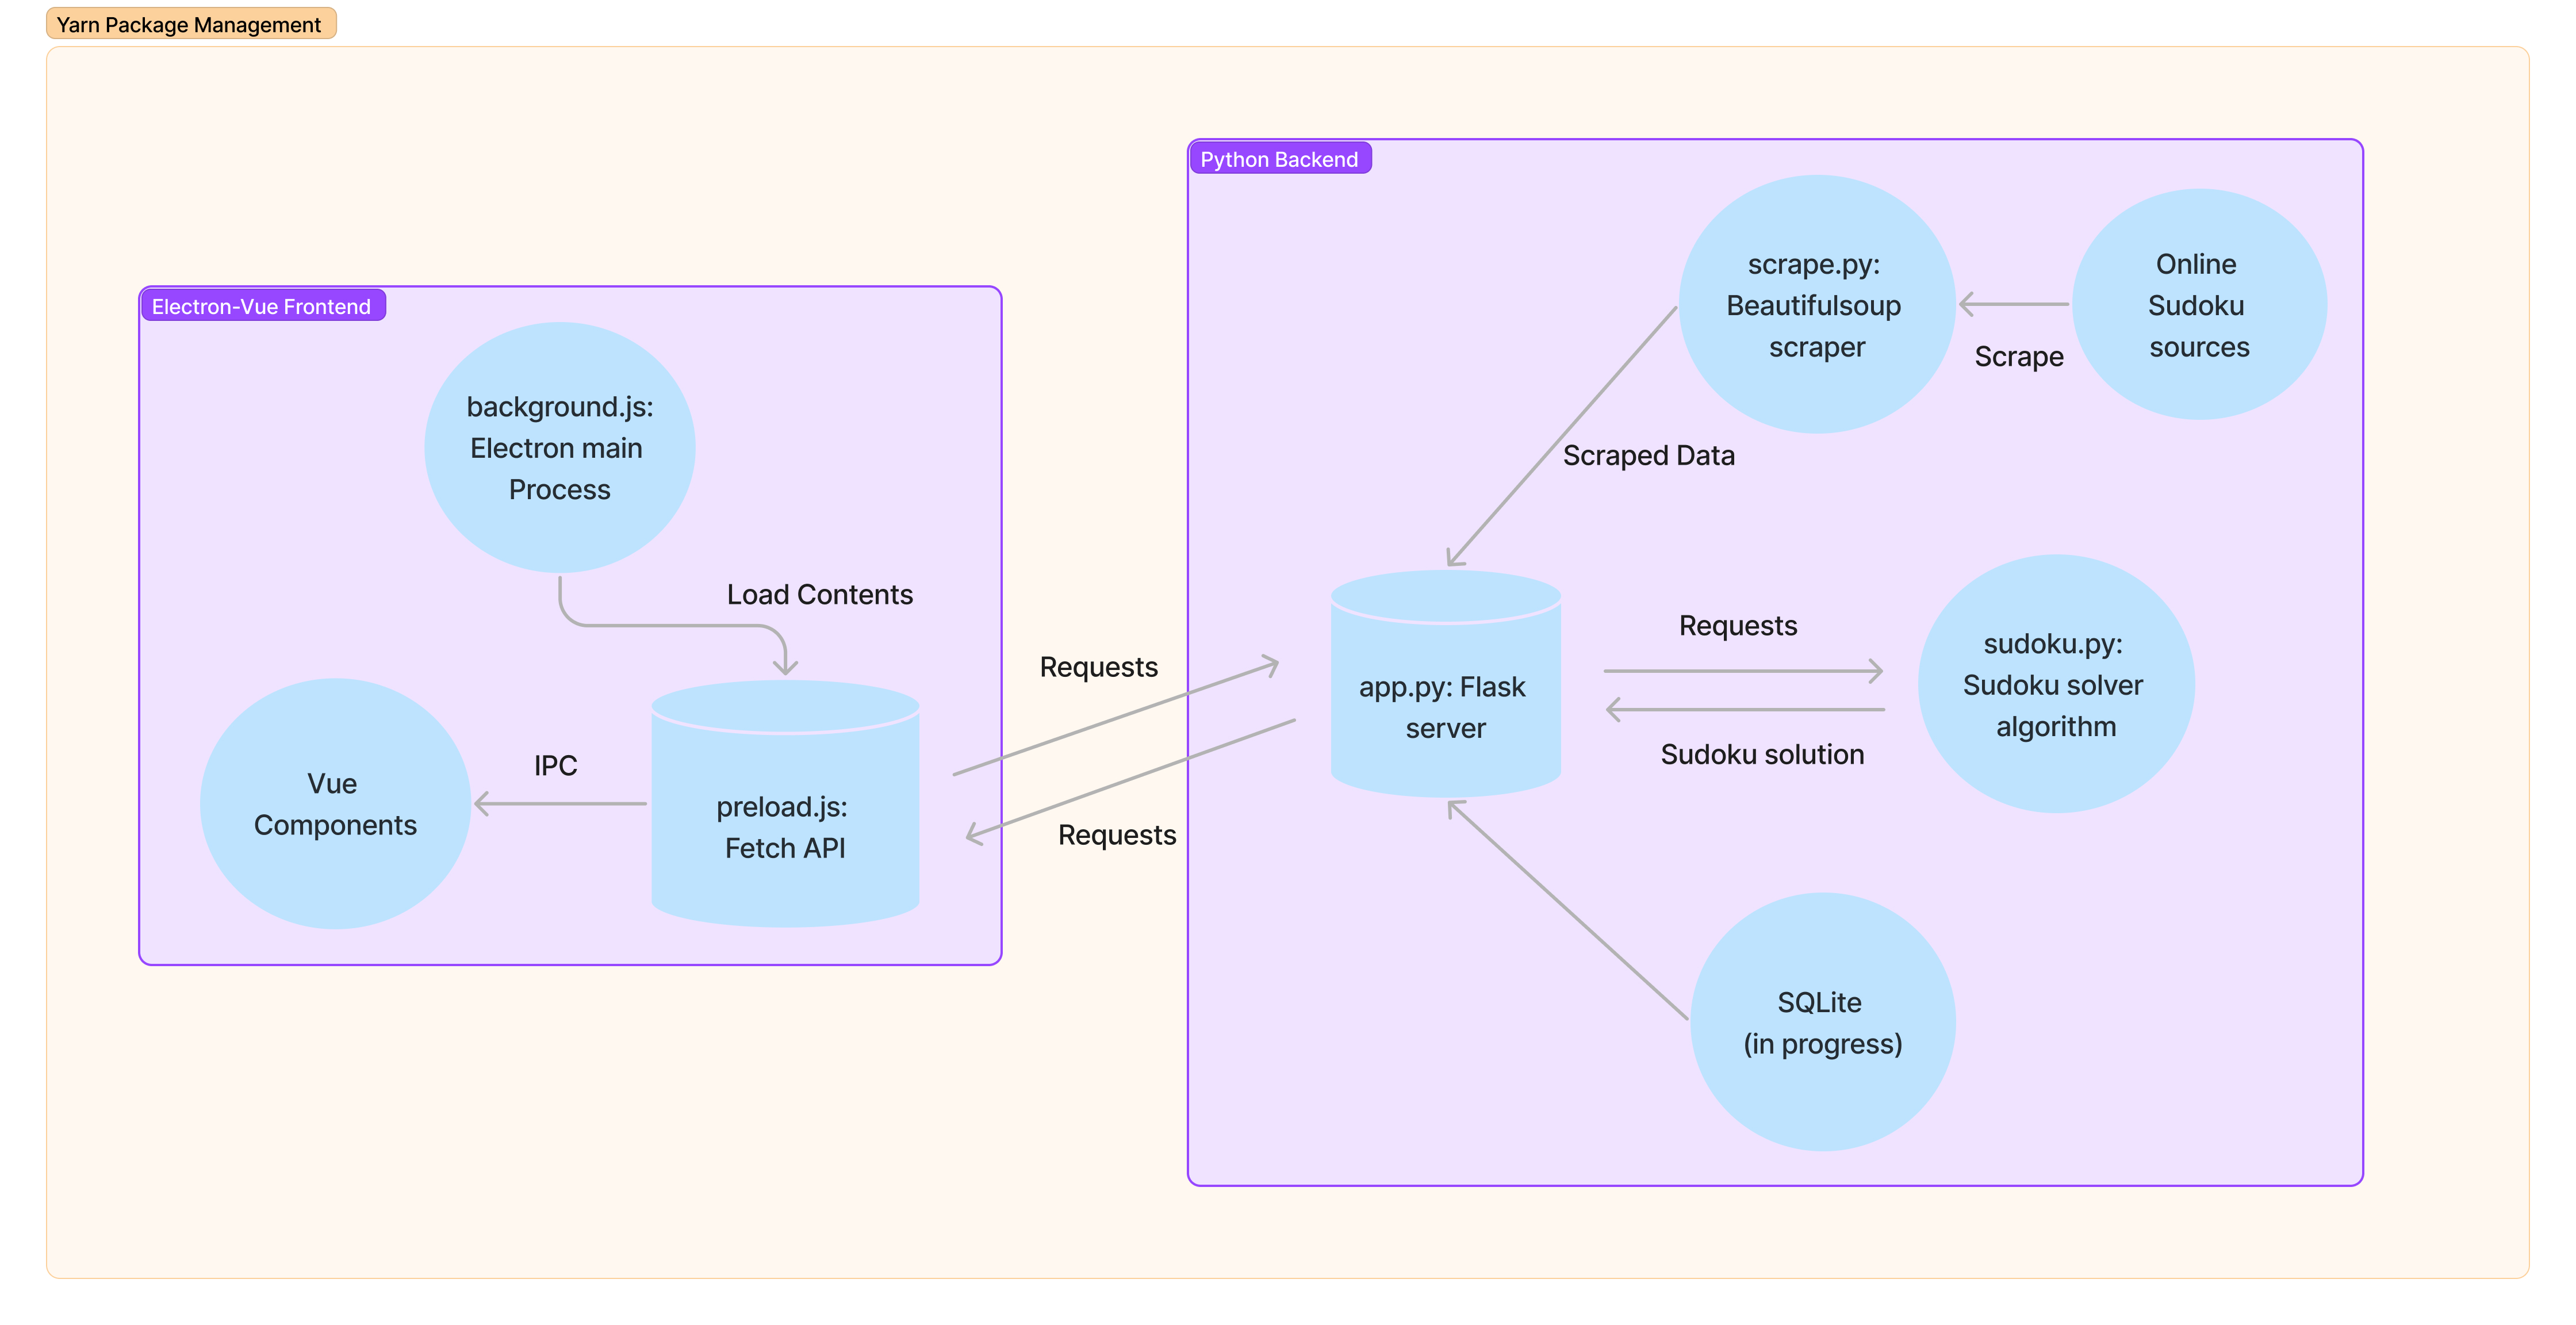 Yarn Package Management
Electron-Vue Frontend
background.js:
Electron main
Process
Load Contents
Vue
Components
IPC
preload.js:
Fetch API
Requests
Requests
Python Backend
scrape.py:
Beautifulsoup
scraper
Scrape
Online
Sudoku
sources
Scraped Data
app.py: Flask
server
Requests
Sudoku solution
sudoku.py:
Sudoku solver
algorithm
SQLite
(in progress)